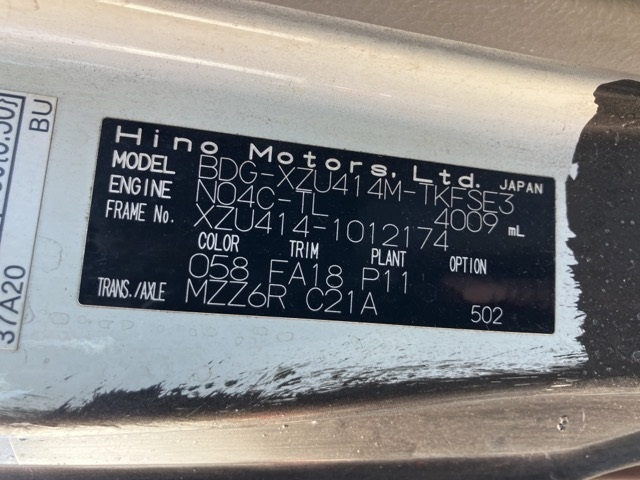 Hino Motors, Ltd. JAPAN
MODEL BDG-XZU414M-TKFSE3
ENGINE N04C-TL 4009 mL
FRAME No. XZU414-1012174
COLOR TRIM PLANT OPTION
058 FA18 P11
TRANS./AXLE MZZ6R C21A 502
BU
37A20